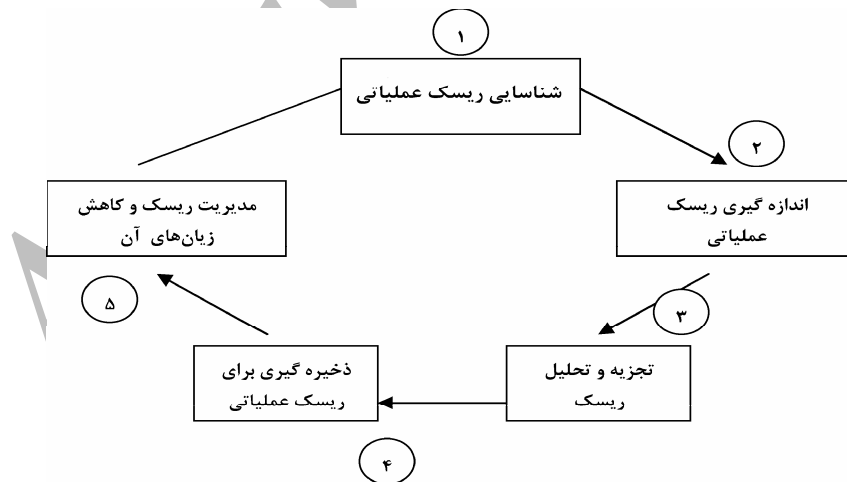 ۱
شناسایی ریسک عملیاتی
۲
اندازه گیری ریسک
عملیاتی
۳
تجزیه و تحلیل
ریسک
۴
ذخیره گیری برای
ریسک عملیاتی
۵
مدیریت ریسک و کاهش
زیان‌های آن